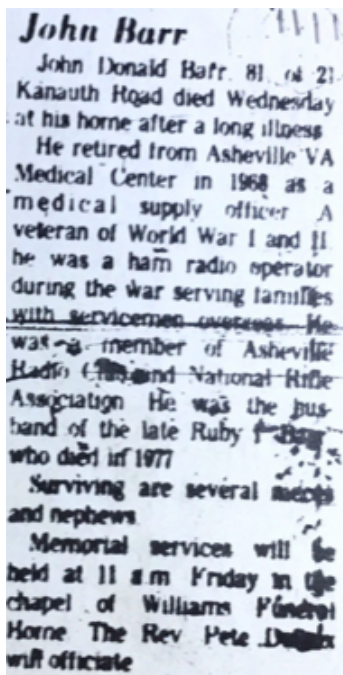 John Barr
John Donald Barr, 81, of 21
Kanauth Road died Wednesday
at his home after a long illness
He retired from Asheville VA
Medical Center in 1968 as a
medical supply officer A
veteran of World War I and II
he was a ham radio operator
during the war serving families
with servicemen overseas He
was a member of Asheville
Radio and National Rifle
Association He was the hus-
band of the late Ruby
who died in 1977
Surviving are several nieces
and nephews
Memorial services will be
held at 11 a m Friday in the
chapel of Williams Funeral
Home The Rev Pete
will officiate